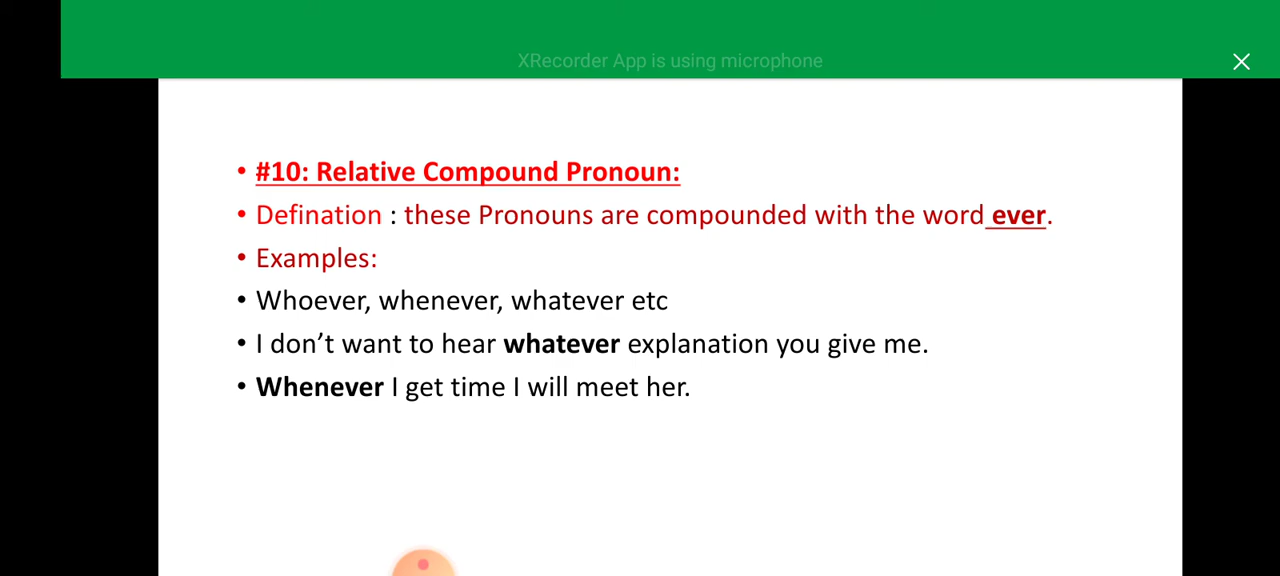 XRecorder App is using microphone
• #10: Relative Compound Pronoun:
• Defination : these Pronouns are compounded with the word ever.
• Examples:
• Whoever, whenever, whatever etc
• I don’t want to hear whatever explanation you give me.
• Whenever I get time I will meet her.